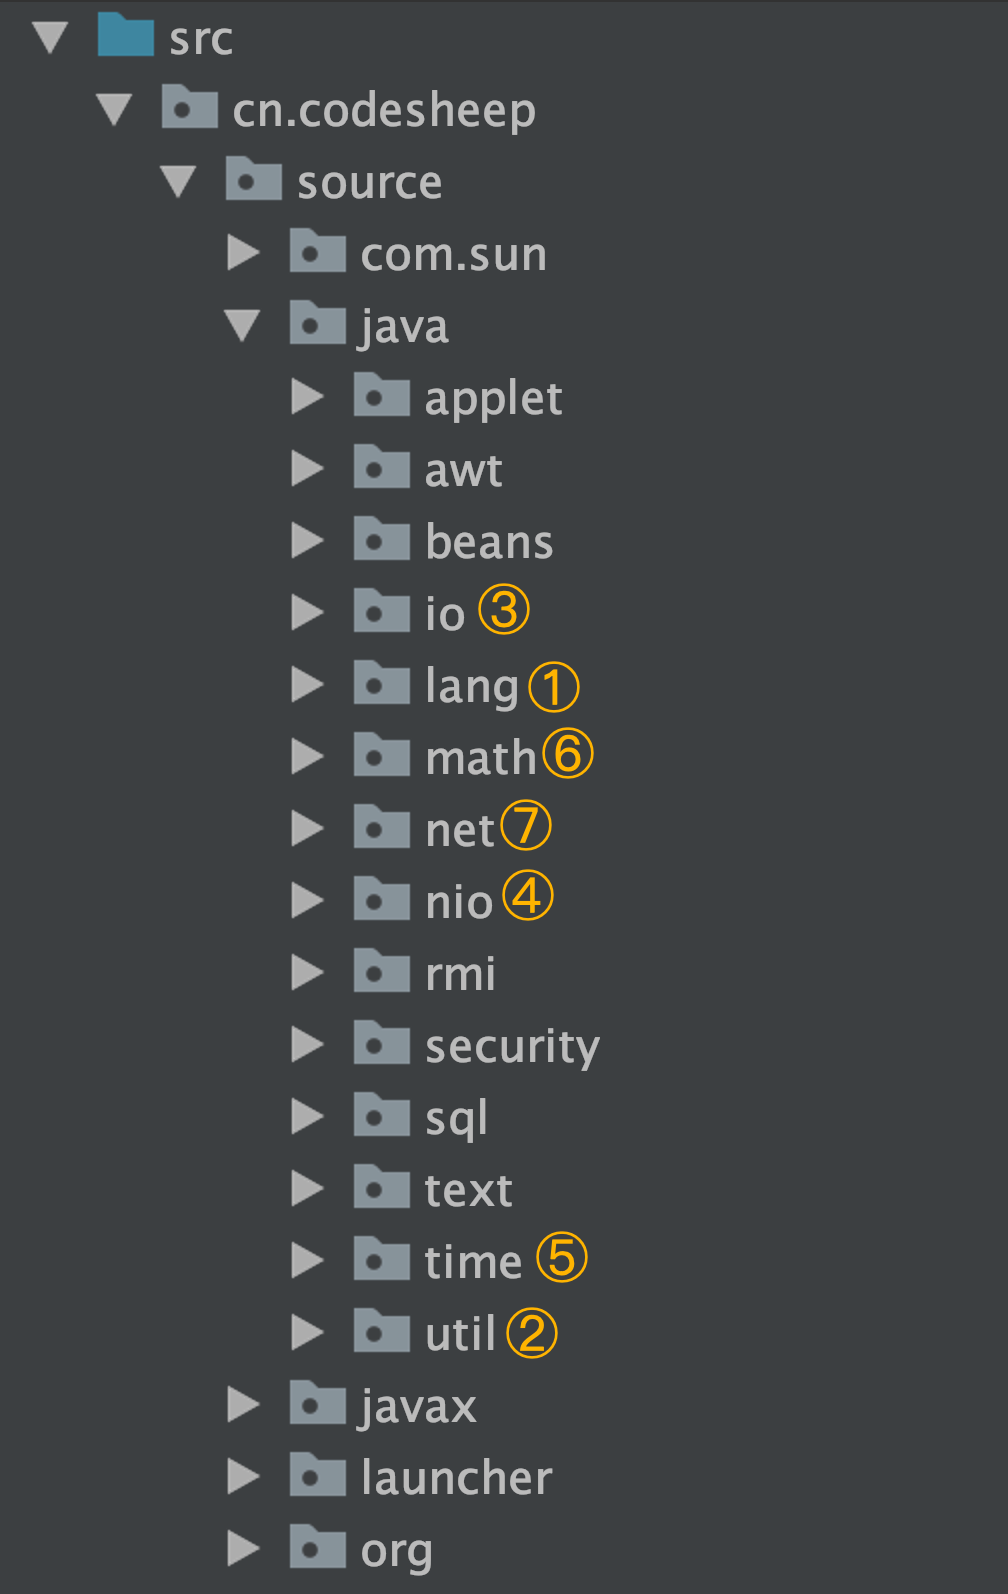 src
cn.codesheep
source
com.sun
java
applet
awt
beans
io ③
lang ①
math ⑥
net ⑦
nio ④
rmi
security
sql
text
time ⑤
util ②
javax
launcher
org